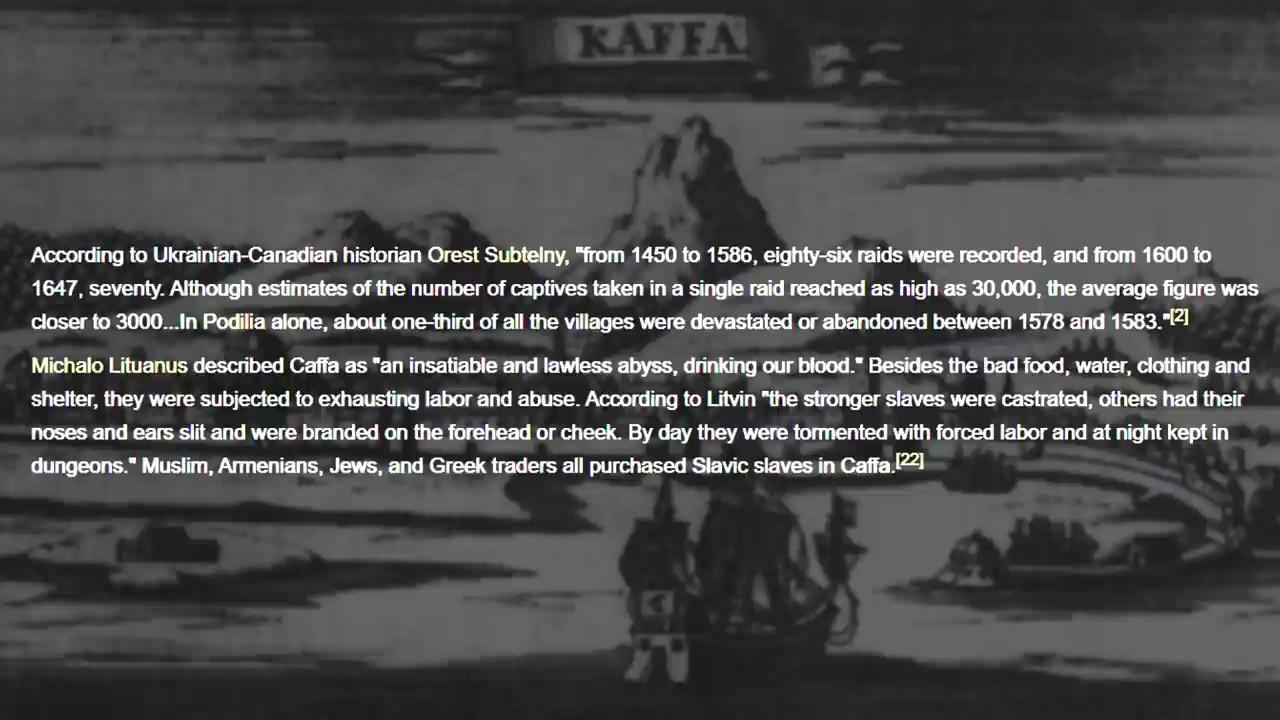 KAFFA
According to Ukrainian-Canadian historian Orest Subtelny, "from 1450 to 1586, eighty-six raids were recorded, and from 1600 to
1647, seventy. Although estimates of the number of captives taken in a single raid reached as high as 30,000, the average figure was
closer to 3000...In Podilia alone, about one-third of all the villages were devastated or abandoned between 1578 and 1583."[2]
Michalo Lituanus described Caffa as "an insatiable and lawless abyss, drinking our blood." Besides the bad food, water, clothing and
shelter, they were subjected to exhausting labor and abuse. According to Litvin "the stronger slaves were castrated, others had their
noses and ears slit and were branded on the forehead or cheek. By day they were tormented with forced labor and at night kept in
dungeons." Muslim, Armenians, Jews, and Greek traders all purchased Slavic slaves in Caffa.[22]